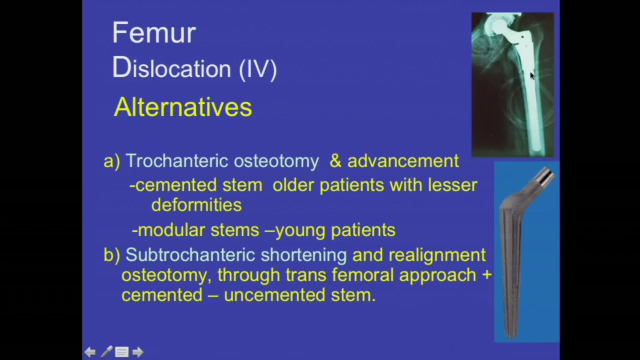 Femur
Dislocation (IV)
Alternatives
a) Trochanteric osteotomy & advancement
-cemented stem older patients with lesser
deformities
-modular stems –young patients
b) Subtrochanteric shortening and realignment
osteotomy, through trans femoral approach +
cemented – uncemented stem.